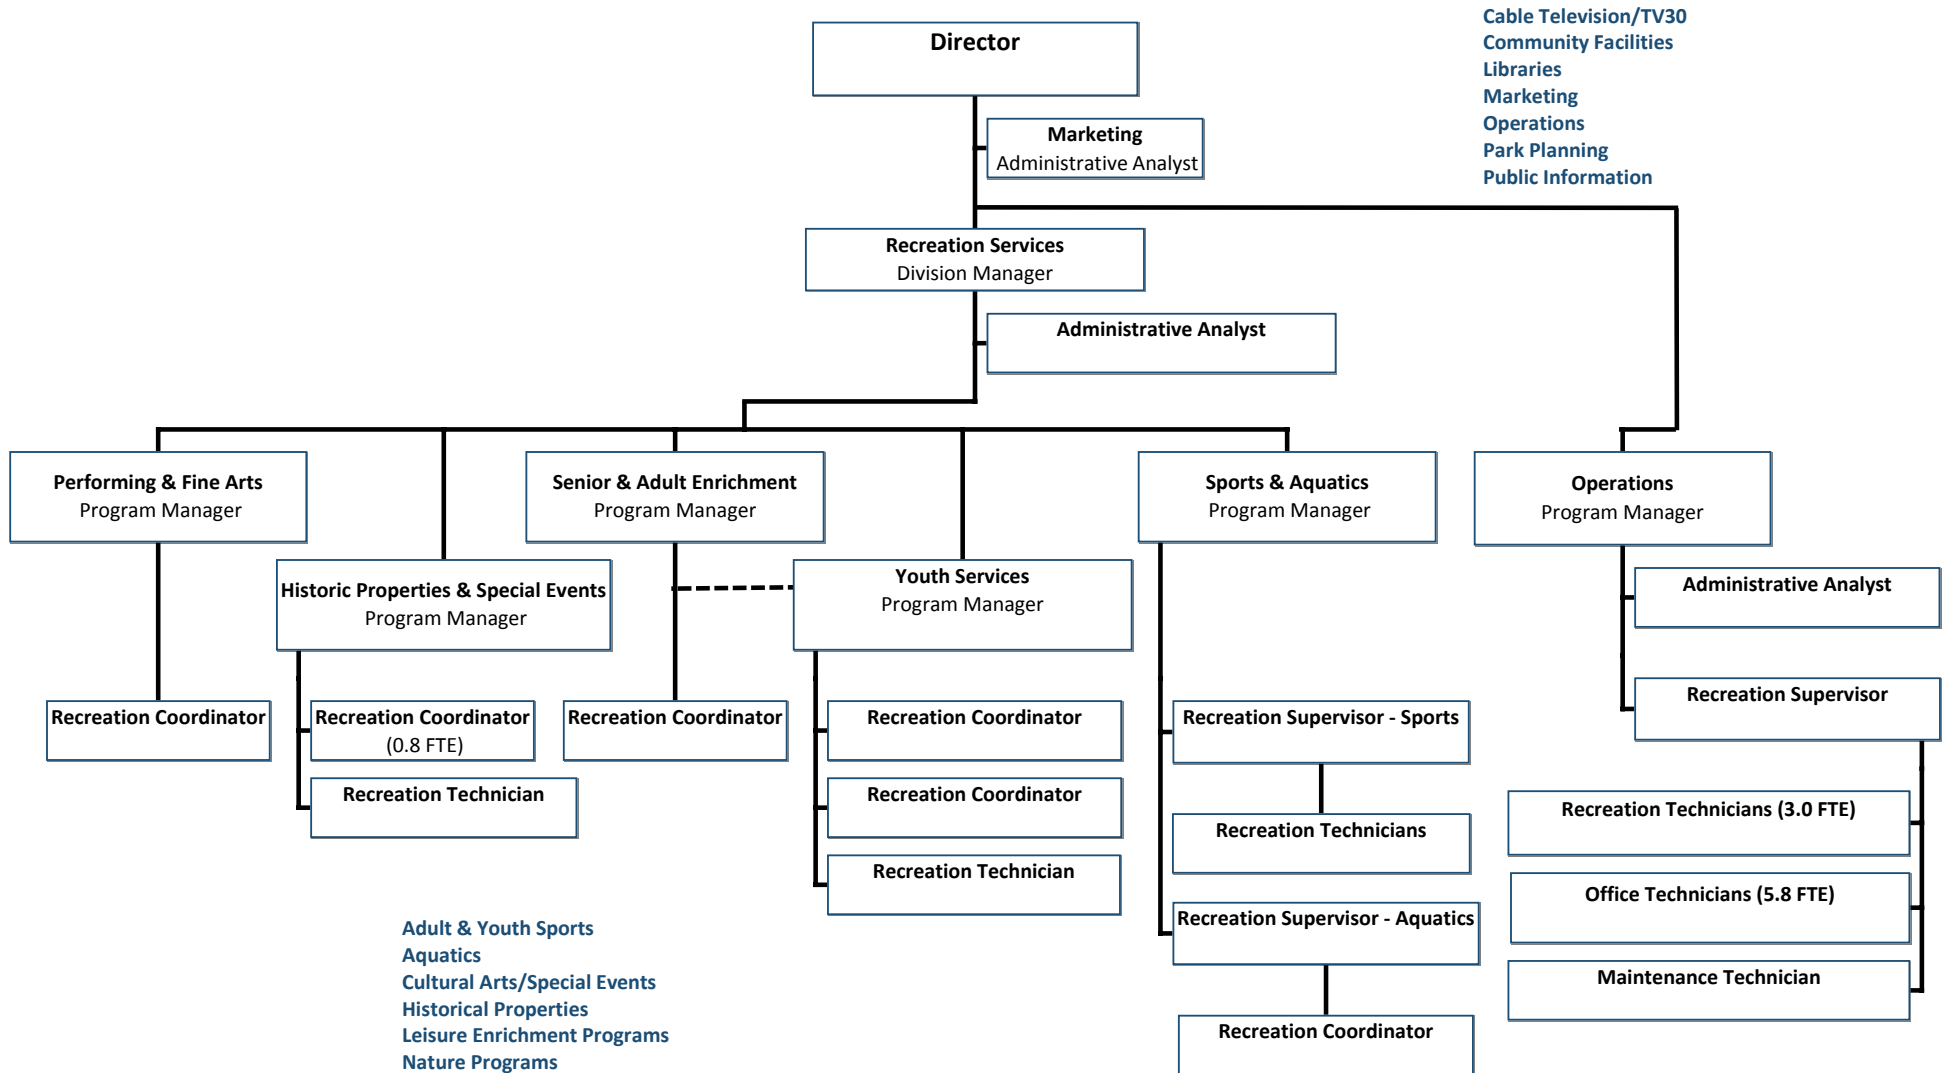 Director
Cable Television/TV30
Community Facilities
Libraries
Marketing
Operations
Park Planning
Public Information
Marketing
Administrative Analyst
Recreation Services
Division Manager
Administrative Analyst
Performing & Fine Arts
Program Manager
Senior & Adult Enrichment
Program Manager
Sports & Aquatics
Program Manager
Operations
Program Manager
Historic Properties & Special Events
Program Manager
Youth Services
Program Manager
Administrative Analyst
Recreation Supervisor
Recreation Coordinator
Recreation Coordinator
(0.8 FTE)
Recreation Coordinator
Recreation Coordinator
Recreation Supervisor - Sports
Recreation Technician
Recreation Coordinator
Recreation Technicians
Recreation Technicians (3.0 FTE)
Recreation Technician
Office Technicians (5.8 FTE)
Recreation Supervisor - Aquatics
Maintenance Technician
Recreation Coordinator
Adult & Youth Sports
Aquatics
Cultural Arts/Special Events
Historical Properties
Leisure Enrichment Programs
Nature Programs